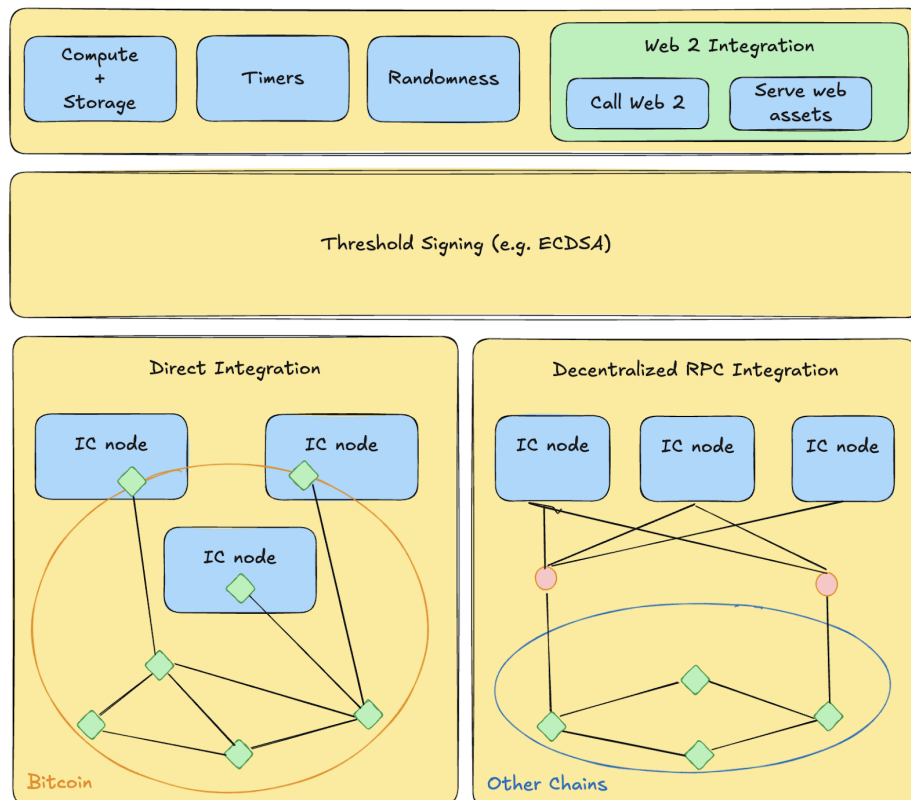 Compute
+
Storage
Timers
Randomness
Web 2 Integration
Call Web 2
Serve web
assets
Threshold Signing (e.g. ECDSA)
Direct Integration
IC node
IC node
IC node
Bitcoin
Decentralized RPC Integration
IC node
IC node
IC node
Other Chains